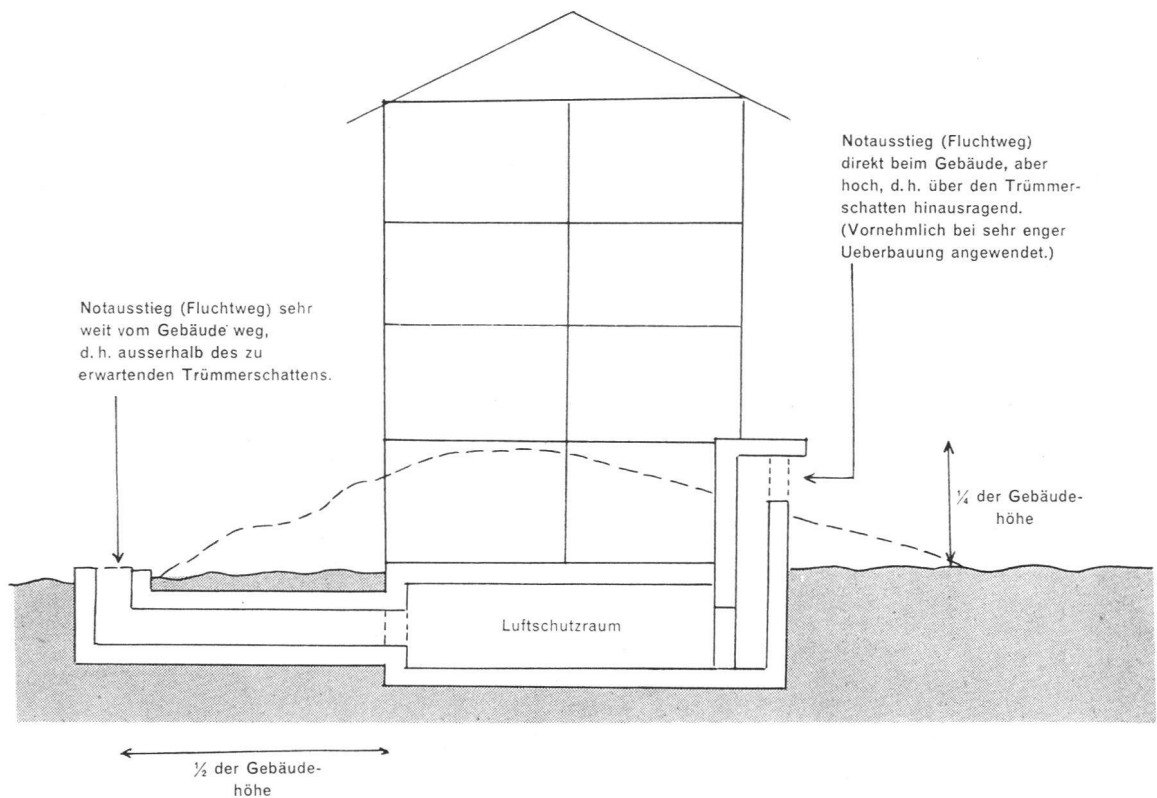 Notausstieg (Fluchtweg)
direkt beim Gebäude, aber
hoch, d. h. über den Trümmer-
schatten hinausragend.
(Vornehmlich bei sehr enger
Ueberbauung angewendet.)
Notausstieg (Fluchtweg) sehr
weit vom Gebäude weg,
d. h. ausserhalb des zu
erwartenden Trümmerschattens.
¼ der Gebäude-
höhe
Luftschutzraum
½ der Gebäude-
höhe